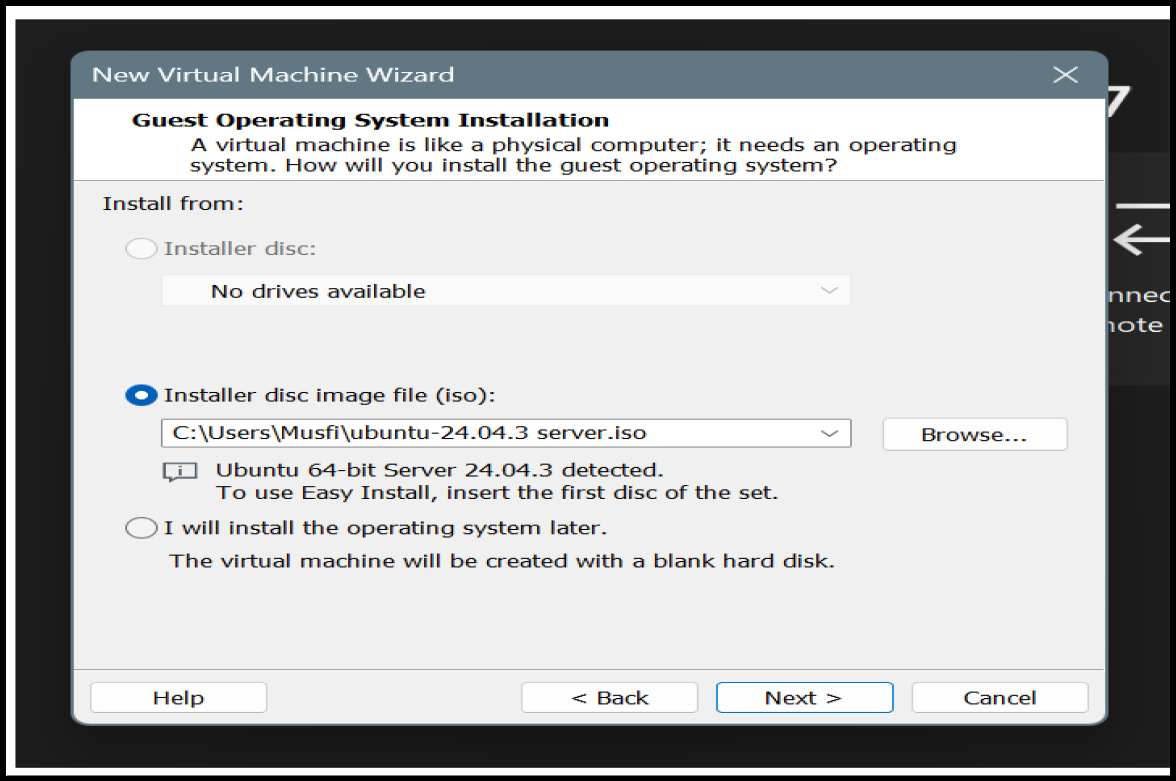 New Virtual Machine Wizard
Guest Operating System Installation
A virtual machine is like a physical computer; it needs an operating
system. How will you install the guest operating system?
Install from:
Installer disc:
No drives available
Installer disc image file (iso):
C:\Users\Musfi\ubuntu-24.04.3 server.iso
Browse...
Ubuntu 64-bit Server 24.04.3 detected.
To use Easy Install, insert the first disc of the set.
I will install the operating system later.
The virtual machine will be created with a blank hard disk.
Help
< Back
Next >
Cancel
7